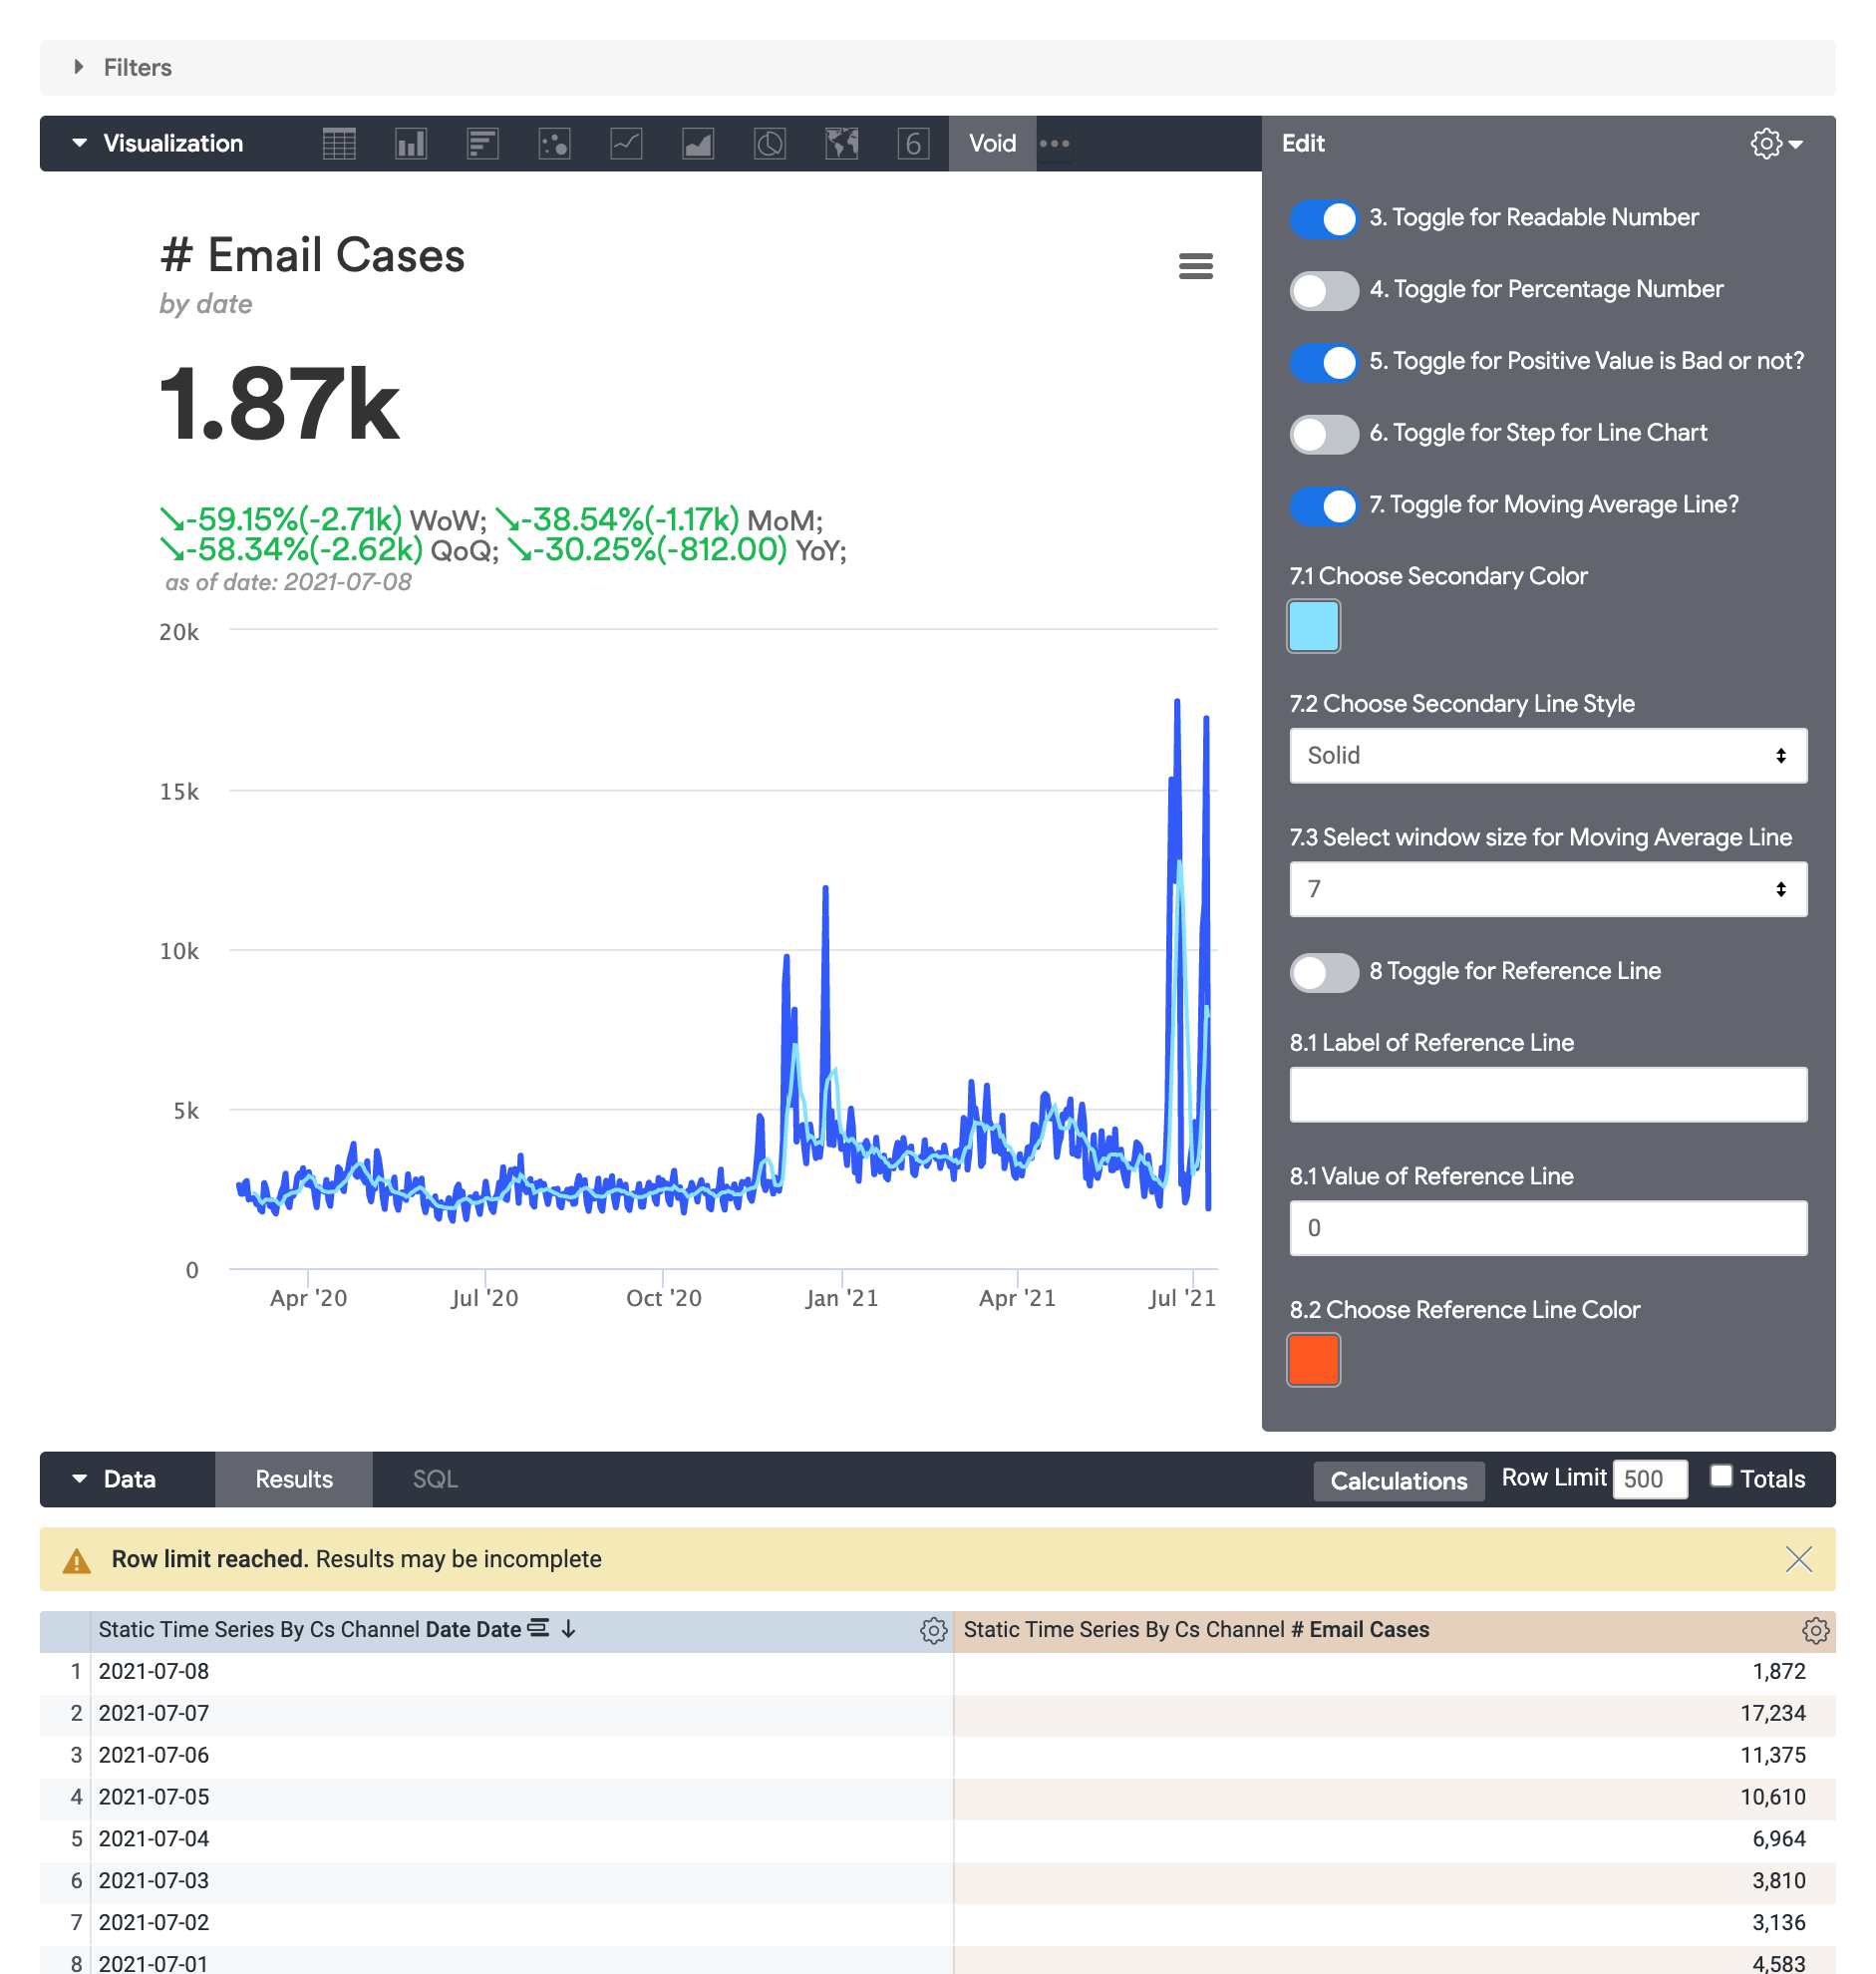 Filters
Visualization 6 Void ••• Edit
# Email Cases
by date
1.87k
↘-59.15%(-2.71k) WoW; ↘-38.54%(-1.17k) MoM;
↘-58.34%(-2.62k) QoQ; ↘-30.25%(-812.00) YoY;
as of date: 2021-07-08
20k
15k
10k
5k
0
Apr '20 Jul '20 Oct '20 Jan '21 Apr '21 Jul '21
3. Toggle for Readable Number
4. Toggle for Percentage Number
5. Toggle for Positive Value is Bad or not?
6. Toggle for Step for Line Chart
7. Toggle for Moving Average Line?
7.1 Choose Secondary Color
7.2 Choose Secondary Line Style
Solid
7.3 Select window size for Moving Average Line
7
8 Toggle for Reference Line
8.1 Label of Reference Line
8.1 Value of Reference Line
0
8.2 Choose Reference Line Color
Data Results SQL Calculations Row Limit 500 Totals
Row limit reached. Results may be incomplete
Static Time Series By Cs Channel Date Date ↓ Static Time Series By Cs Channel # Email Cases
1 2021-07-08 1,872
2 2021-07-07 17,234
3 2021-07-06 11,375
4 2021-07-05 10,610
5 2021-07-04 6,964
6 2021-07-03 3,810
7 2021-07-02 3,136
8 2021-07-01 4,583